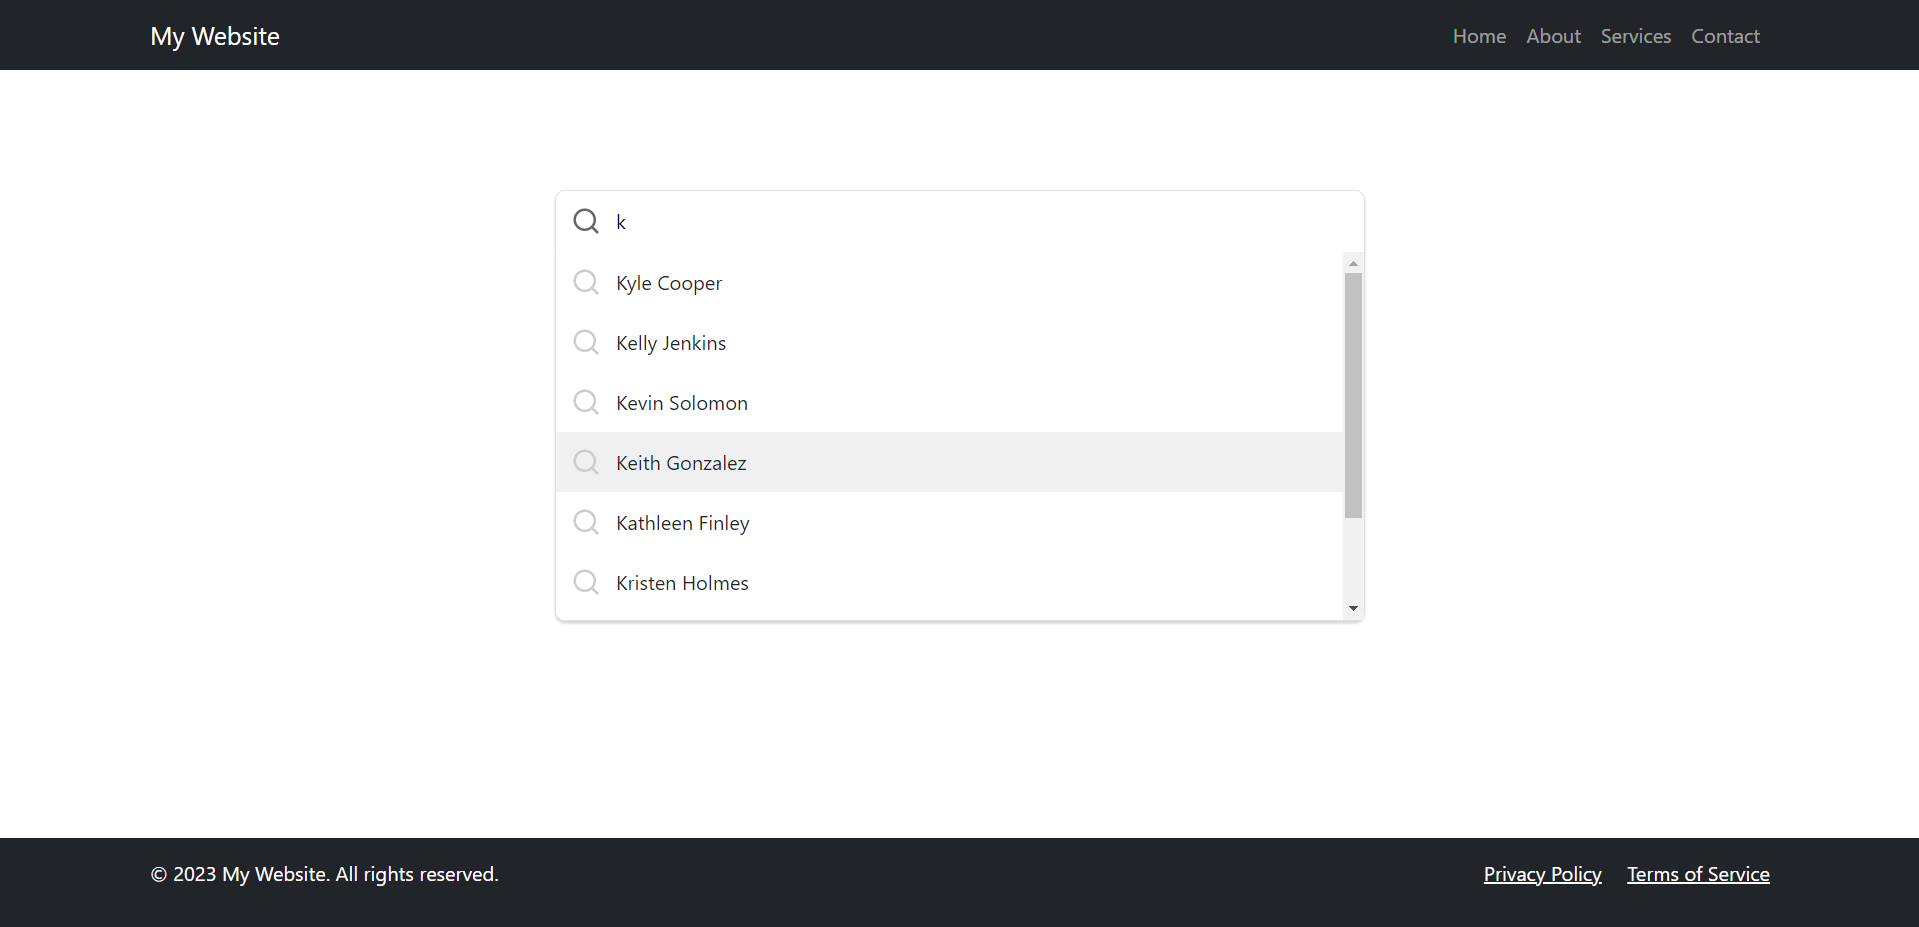 My Website Home About Services Contact
k
Kyle Cooper
Kelly Jenkins
Kevin Solomon
Keith Gonzalez
Kathleen Finley
Kristen Holmes
© 2023 My Website. All rights reserved. Privacy Policy Terms of Service